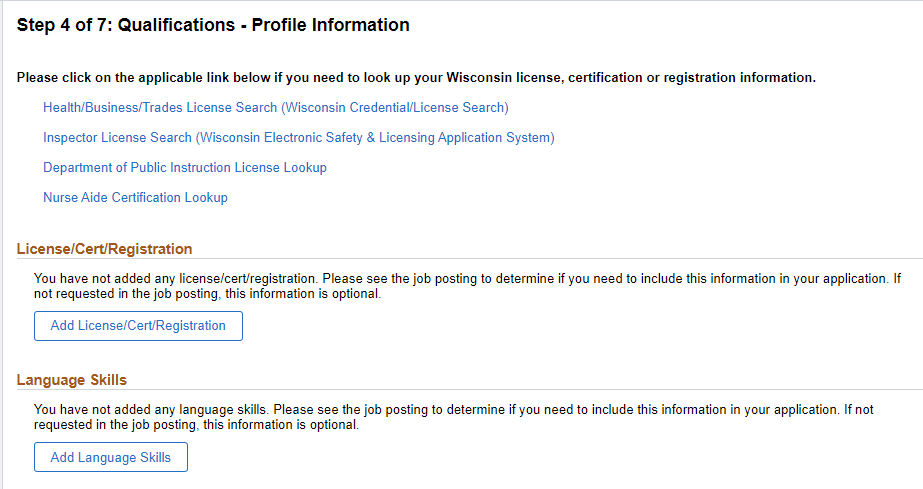 Step 4 of 7: Qualifications - Profile Information
Please click on the applicable link below if you need to look up your Wisconsin license, certification or registration information.
Health/Business/Trades License Search (Wisconsin Credential/License Search)
Inspector License Search (Wisconsin Electronic Safety & Licensing Application System)
Department of Public Instruction License Lookup
Nurse Aide Certification Lookup
License/Cert/Registration
You have not added any license/cert/registration. Please see the job posting to determine if you need to include this information in your application. If
not requested in the job posting, this information is optional.
Add License/Cert/Registration
Language Skills
You have not added any language skills. Please see the job posting to determine if you need to include this information in your application. If not
requested in the job posting, this information is optional.
Add Language Skills